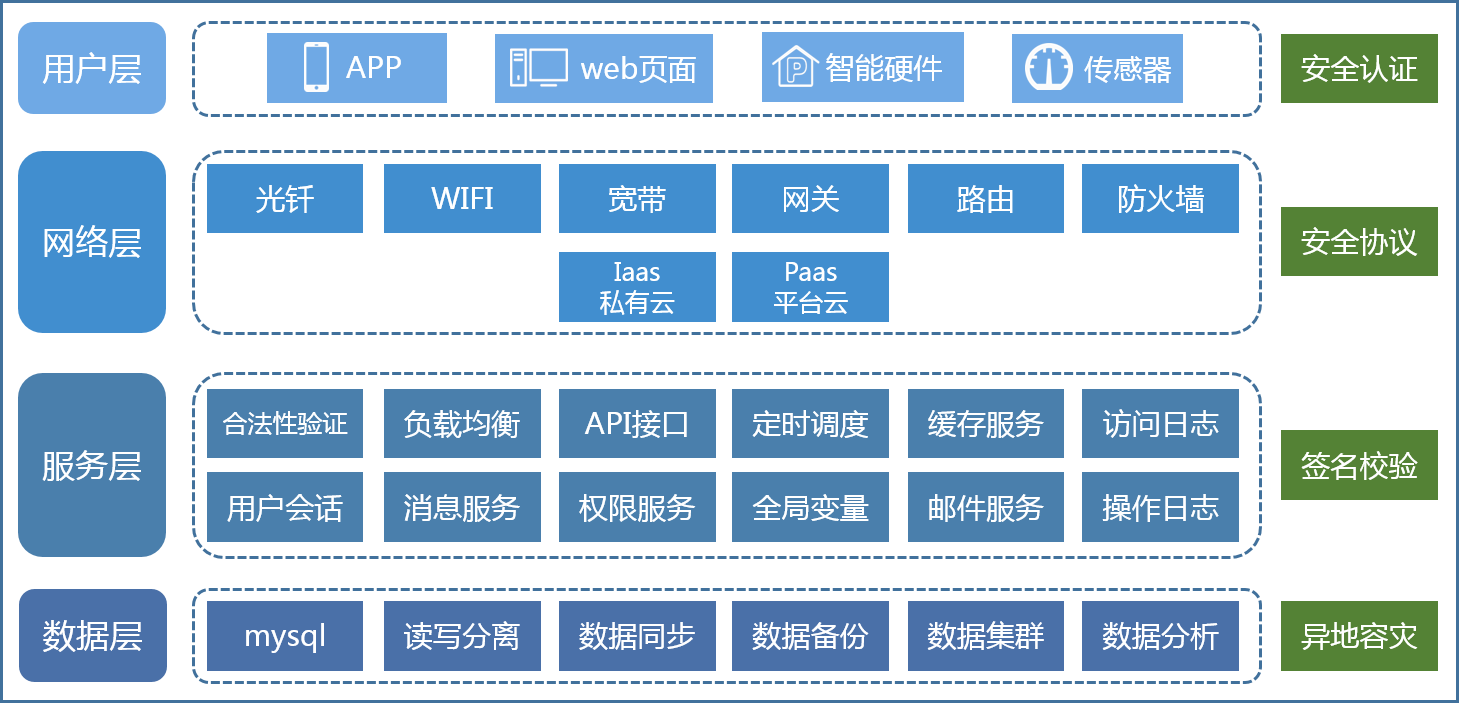 用户层
APP
web页面
智能硬件
传感器
安全认证
网络层
光钎
WIFI
宽带
网关
路由
防火墙
Iaas
私有云
Paas
平台云
安全协议
服务层
合法性验证
负载均衡
API接口
定时调度
缓存服务
访问日志
用户会话
消息服务
权限服务
全局变量
邮件服务
操作日志
签名校验
数据层
mysql
读写分离
数据同步
数据备份
数据集群
数据分析
异地容灾